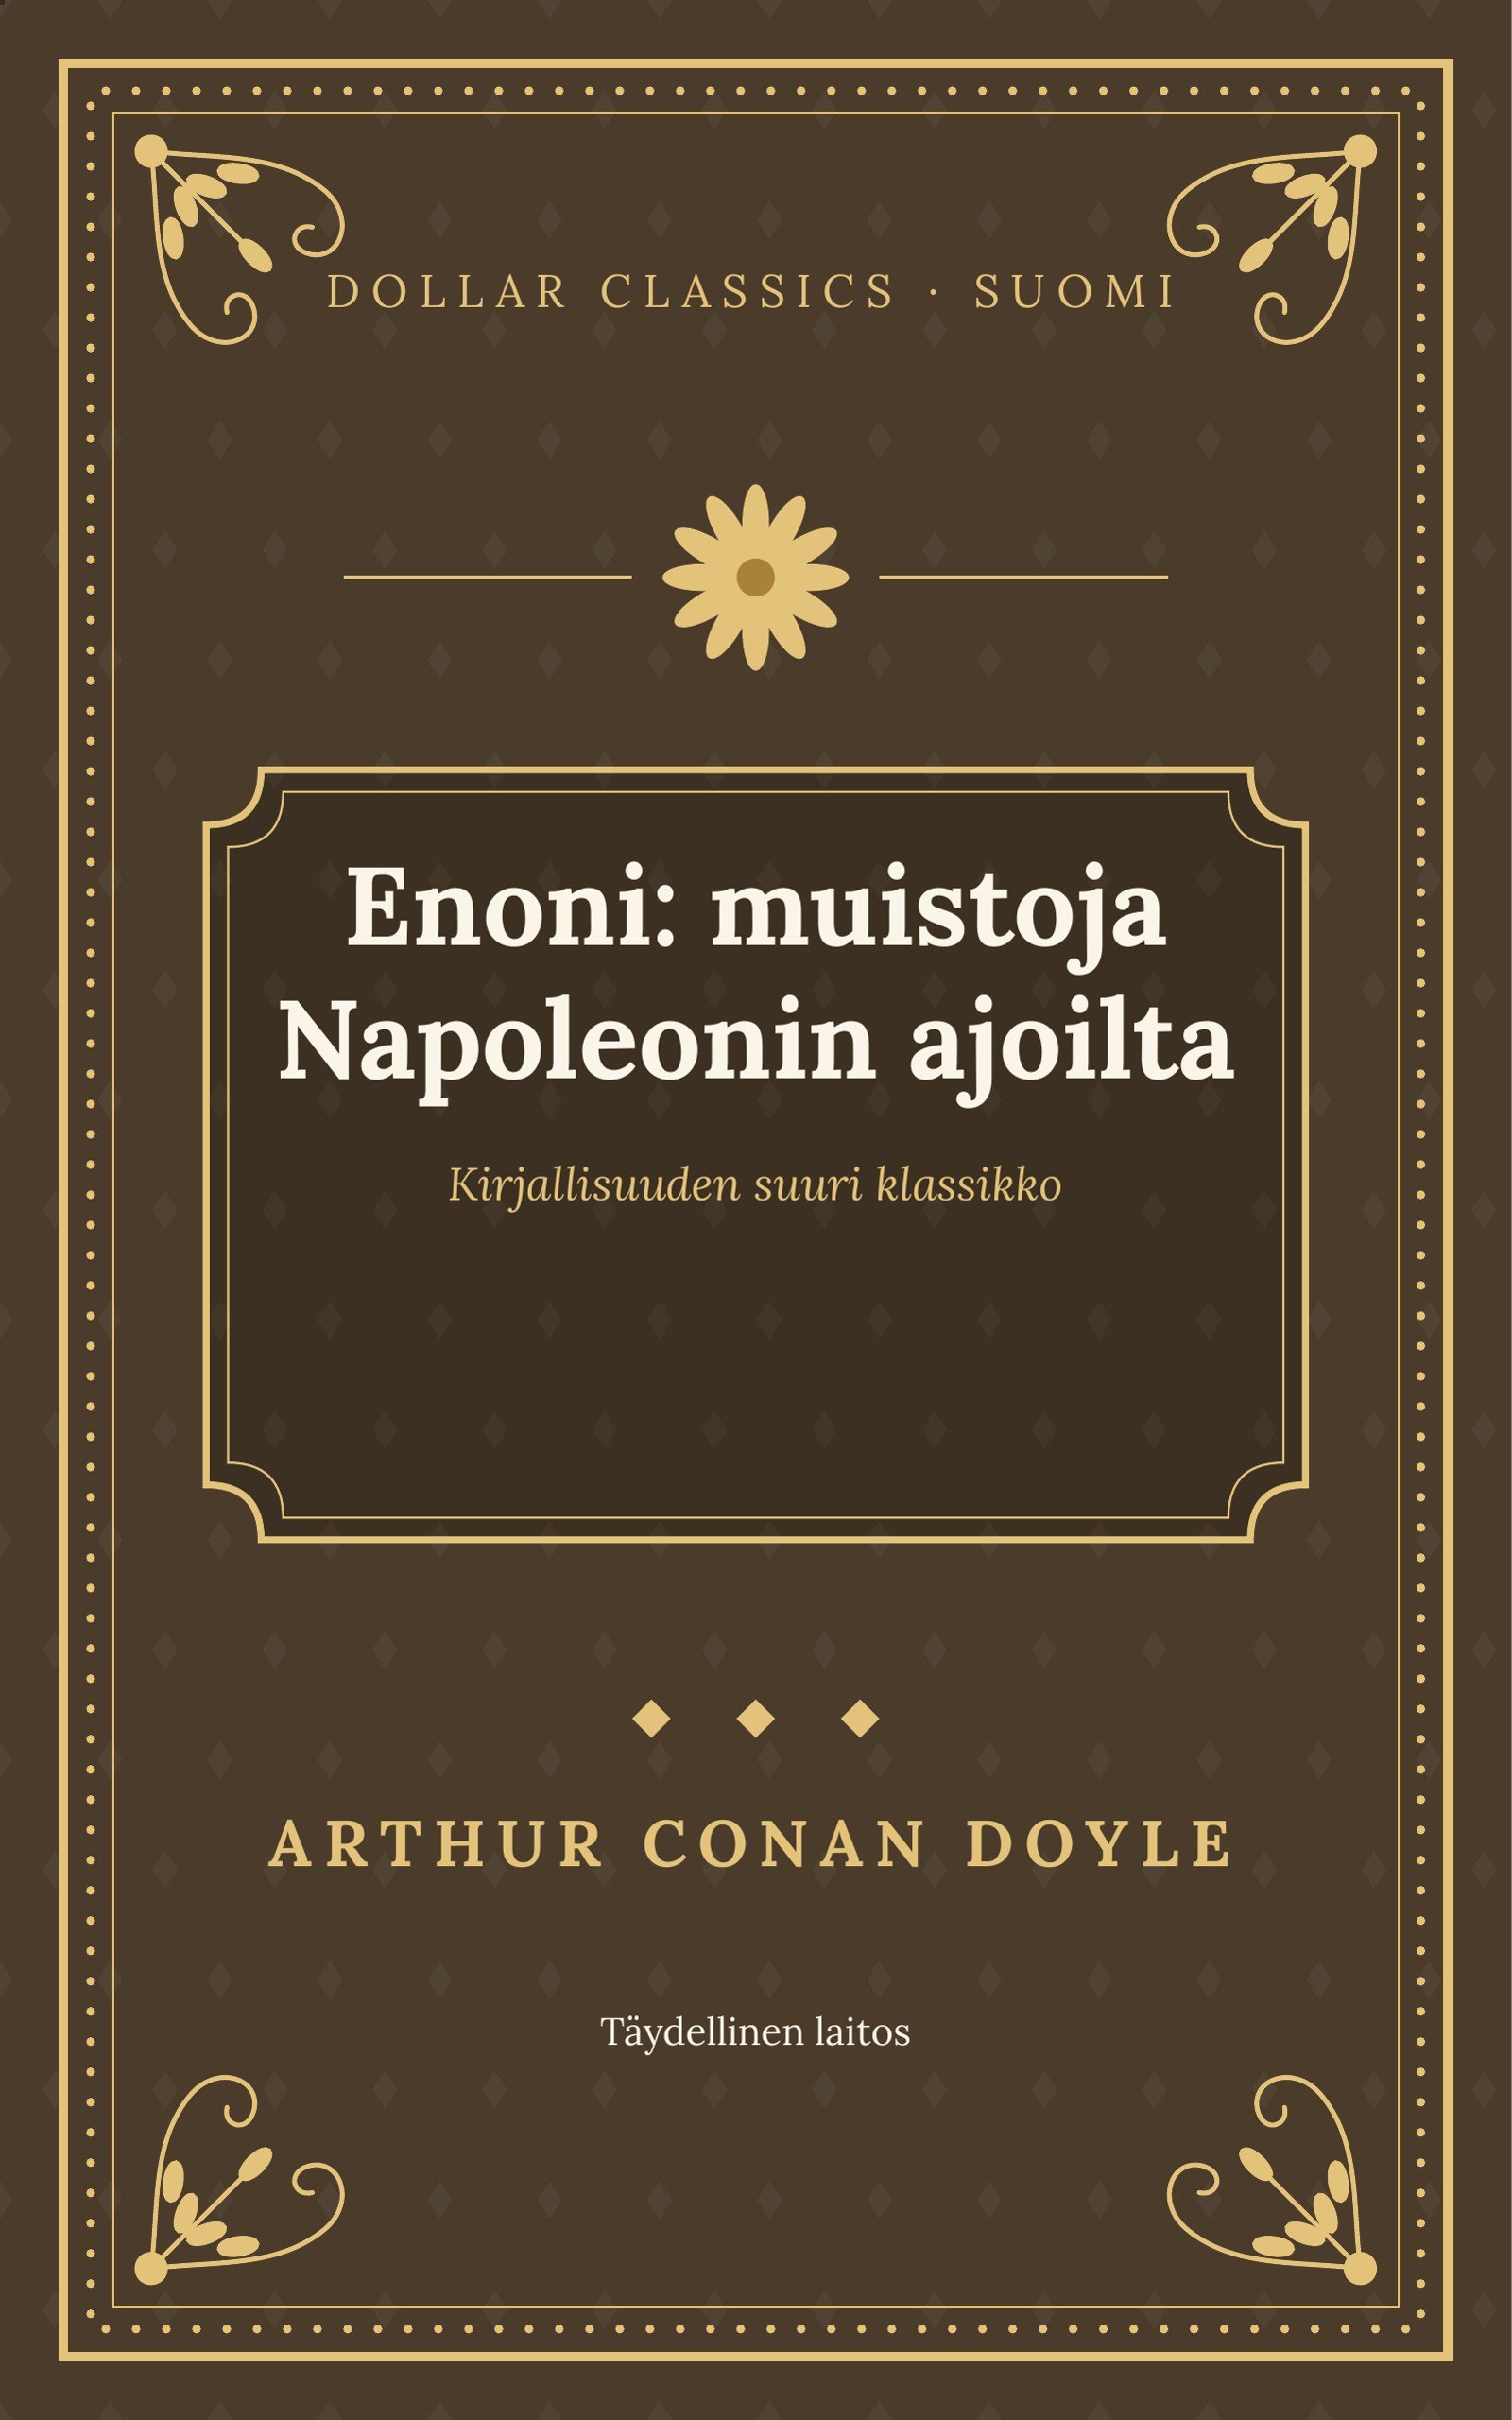 DOLLAR CLASSICS · SUOMI
Enoni: muistoja
Napoleonin ajoilta
Kirjallisuuden suuri klassikko
ARTHUR CONAN DOYLE
Täydellinen laitos